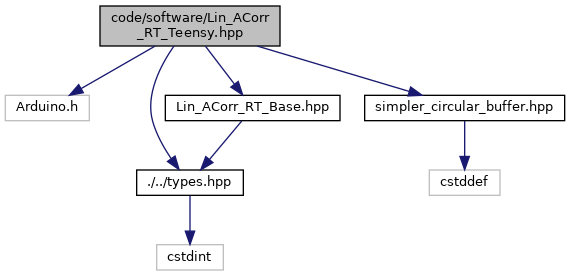 code/software/Lin_ACorr
_RT_Teensy.hpp
Arduino.h
Lin_ACorr_RT_Base.hpp
simpler_circular_buffer.hpp
./../types.hpp
cstddef
cstdint